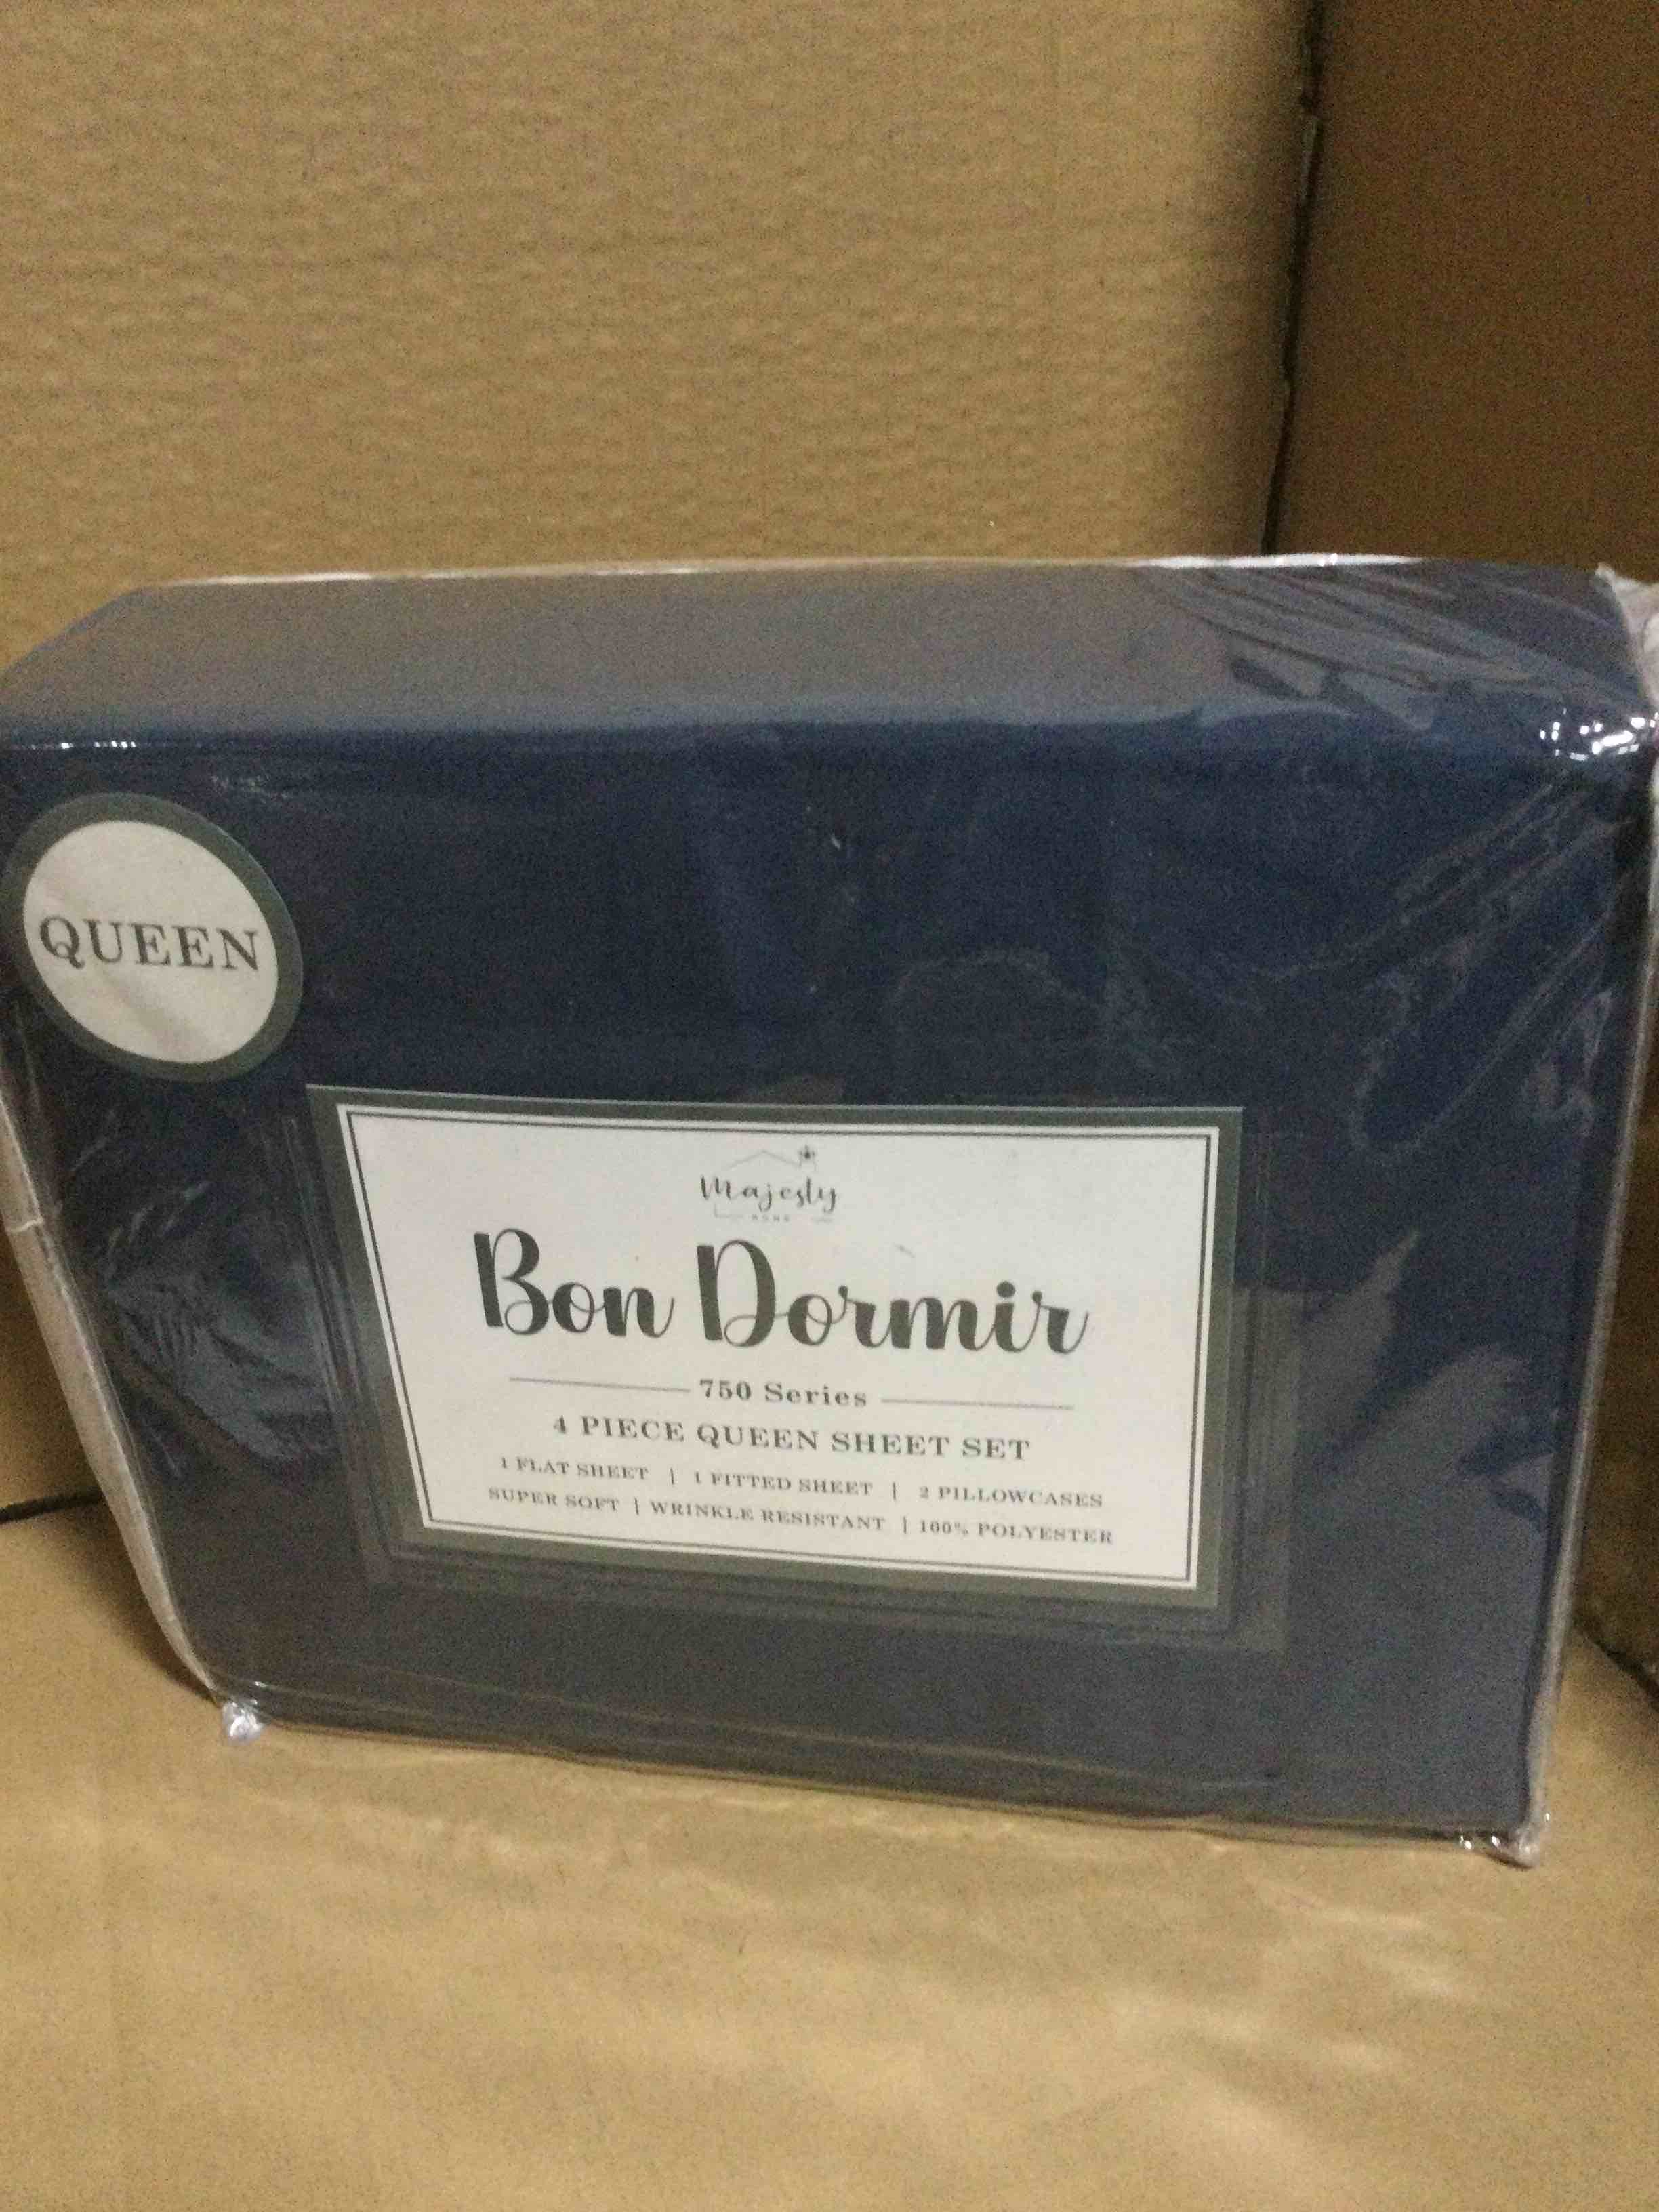 QUEEN
Majesty
HOME
Bon Dormir
750 Series
4 PIECE QUEEN SHEET SET
1 FLAT SHEET | 1 FITTED SHEET | 2 PILLOWCASES
SUPER SOFT | WRINKLE RESISTANT | 100% POLYESTER